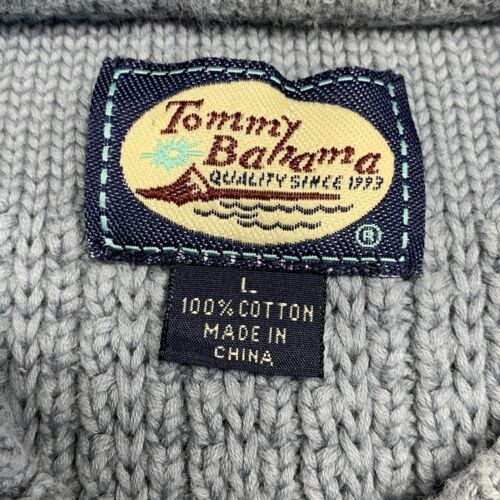 Tommy
Bahama
QUALITY SINCE 1993
®
L
100% COTTON
MADE IN
CHINA